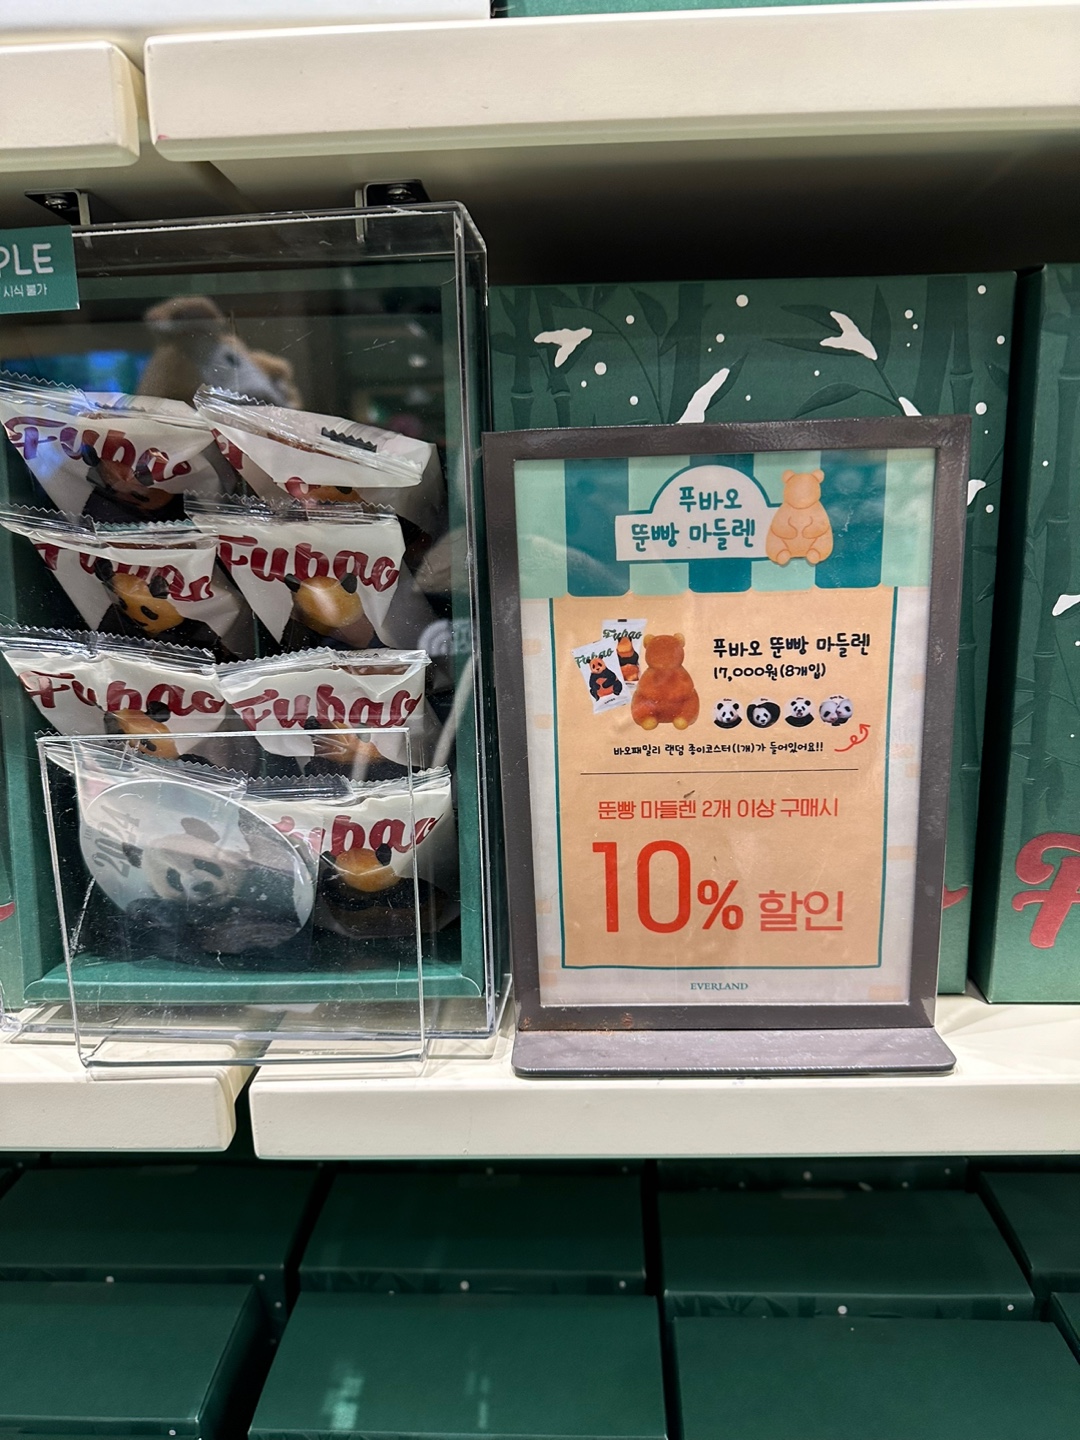 PLE
시식 불가
Fubao
Fubao
Fubao
Fubao
Fubao
Fubao
푸바오
뚠빵 마들렌
Fubao
Fubao
푸바오 뚠빵 마들렌
17,000원(8개입)
바오패밀리 랜덤 종이코스터(1개)가 들어있어요!!
뚠빵 마들렌 2개 이상 구매시
10% 할인
EVERLAND